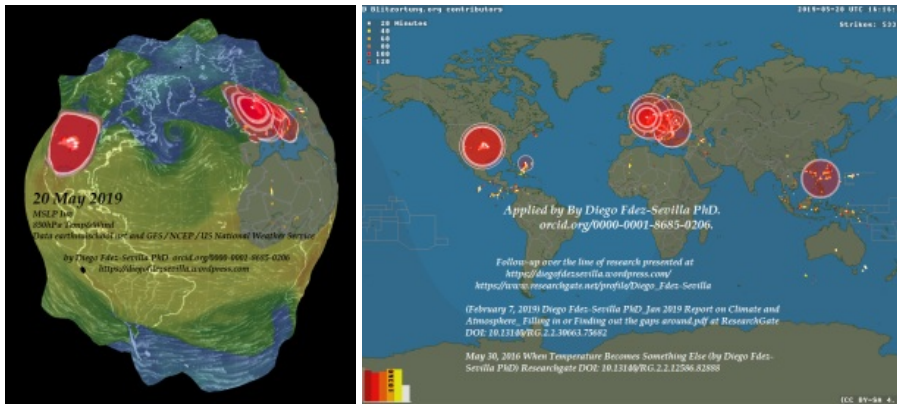 20 May 2019
MSLP Iso
850hPa Temp&Wind
Data earth.nullschool.net and GFS / NCEP / US National Weather Service
by Diego Fdez-Sevilla PhD orcid.org/0000-0001-8685-0206
https://diegofdezsevilla.wordpress.com
Blitzortung.org contributors
2019-05-20 UTC 16:16:
Strikes: 533
20 Minutes
40
60
80
100
120
Applied by By Diego Fdez-Sevilla PhD.
orcid.org/0000-0001-8685-0206.
Follow-up over the line of research presented at
https://diegofdezsevilla.wordpress.com/
https://www.researchgate.net/profile/Diego_Fdez-Sevilla
(February 7, 2019) Diego Fdez-Sevilla PhD_Jan 2019 Report on Climate and
Atmosphere_ Filling in or Finding out the gaps around.pdf at ResearchGate
DOI: 10.13140/RG.2.2.30663.75682
May 30, 2016 When Temperature Becomes Something Else (by Diego Fdez-
Sevilla PhD) Researchgate DOI: 10.13140/RG.2.2.12586.82888
(CC BY-SA 4.